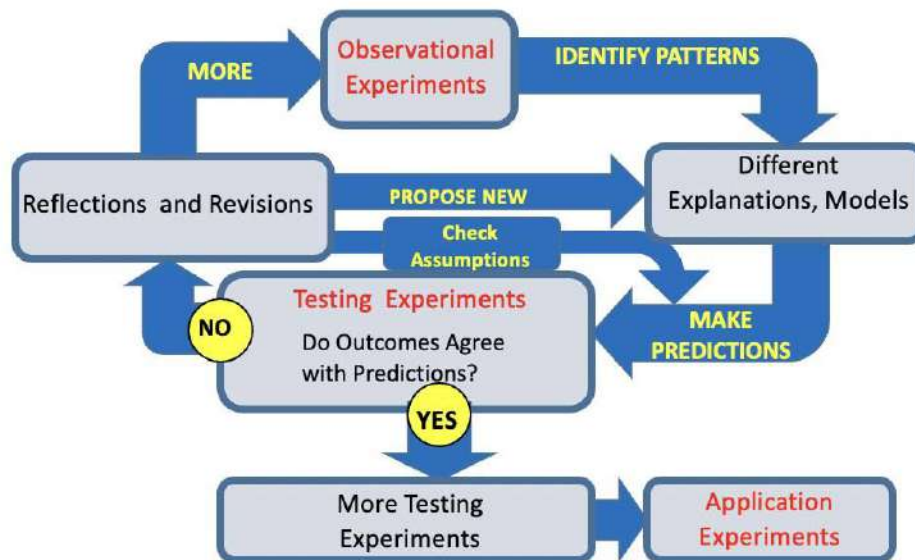 Observational
Experiments
MORE
IDENTIFY PATTERNS
Reflections and Revisions
Different
Explanations, Models
PROPOSE NEW
Check
Assumptions
Testing Experiments
Do Outcomes Agree
with Predictions?
NO
MAKE
PREDICTIONS
YES
More Testing
Experiments
Application
Experiments